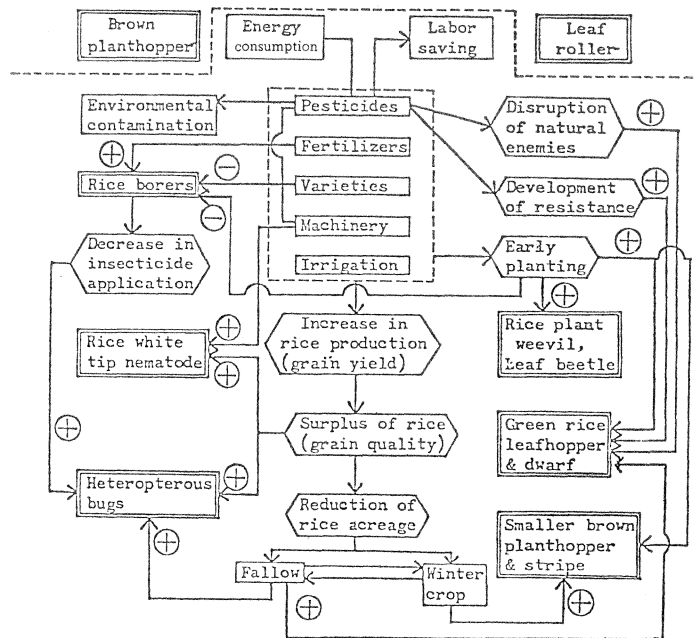 Brown
planthopper
Energy
consumption
Labor
saving
Leaf
roller
Environmental
contamination
Pesticides
Disruption
of natural
enemies
+
+
Fertilizers
−
Rice borers
Varieties
Development
of resistance
+
−
Machinery
Decrease in
insecticide
application
Irrigation
Early
planting
+
+
Rice white
tip nematode
+
+
Increase in
rice production
(grain yield)
Rice plant
weevil,
Leaf beetle
+
Surplus of rice
(grain quality)
Green rice
leafhopper
& dwarf
Heteropterous
bugs
+
Reduction of
rice acreage
Smaller brown
planthopper
& stripe
+
Fallow
Winter
crop
+
+